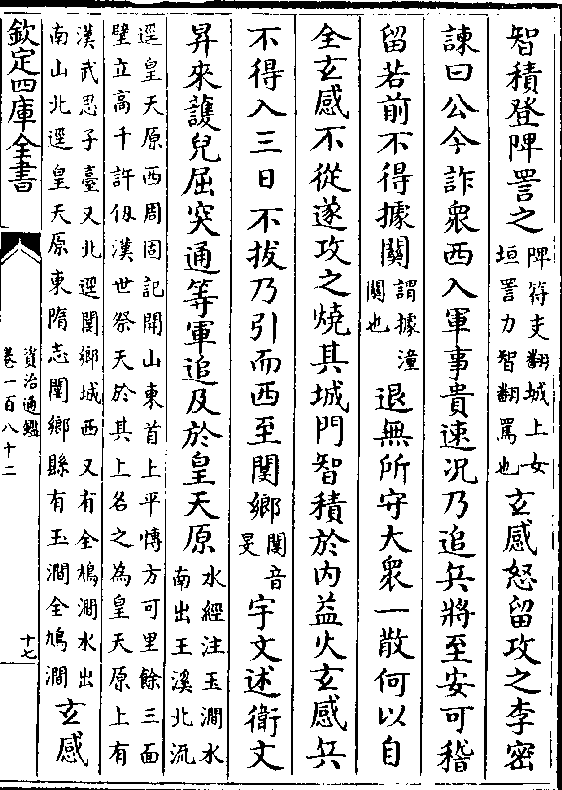 智積登陴詈之陴符支翻城上女垣詈力智翻罵也玄感怒留攻之李密
諫曰公今詐衆西入軍事貴速况乃追兵將至安可稽
留若前不得據關謂據潼關也退無所守大衆一散何以自
全玄感不從遂攻之燒其城門智積於内益火玄感兵
不得入三日不拔乃引而西至閿鄉閿音旻宇文述衛文
昇來護兒屈突通等軍追及於皇天原水經注玉澗水南出玉溪北流
逕皇天原西周固記開山東首上平慱方可里餘三面壁立高千許仭漢世祭天於其上名之為皇天原上有
漢武思子臺又北逕閿鄉城西又有全鳩澗水出南山北逕皇天原東隋志閿鄉縣有玉澗全鳩澗玄感
欽定四庫全書
資治通鑑
卷一百八十二
十七